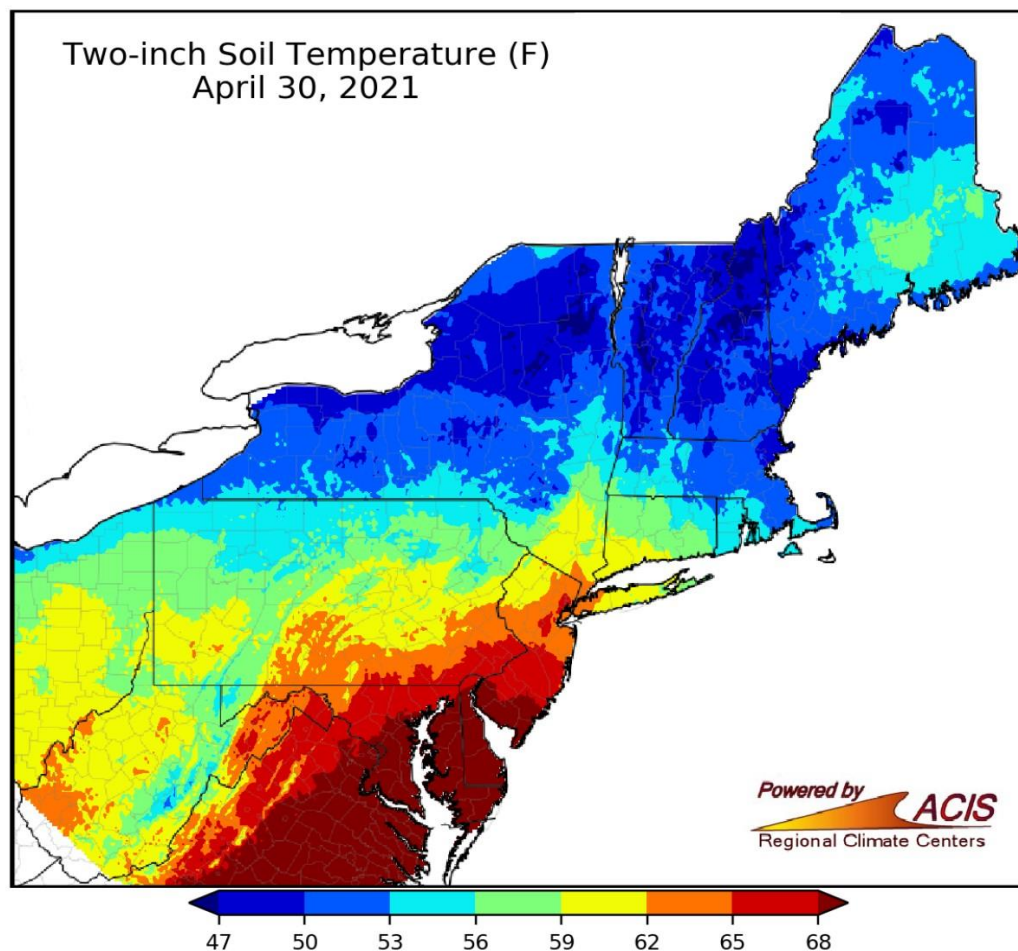 Two-inch Soil Temperature (F)
April 30, 2021
Powered by
ACIS
Regional Climate Centers
47 50 53 56 59 62 65 68